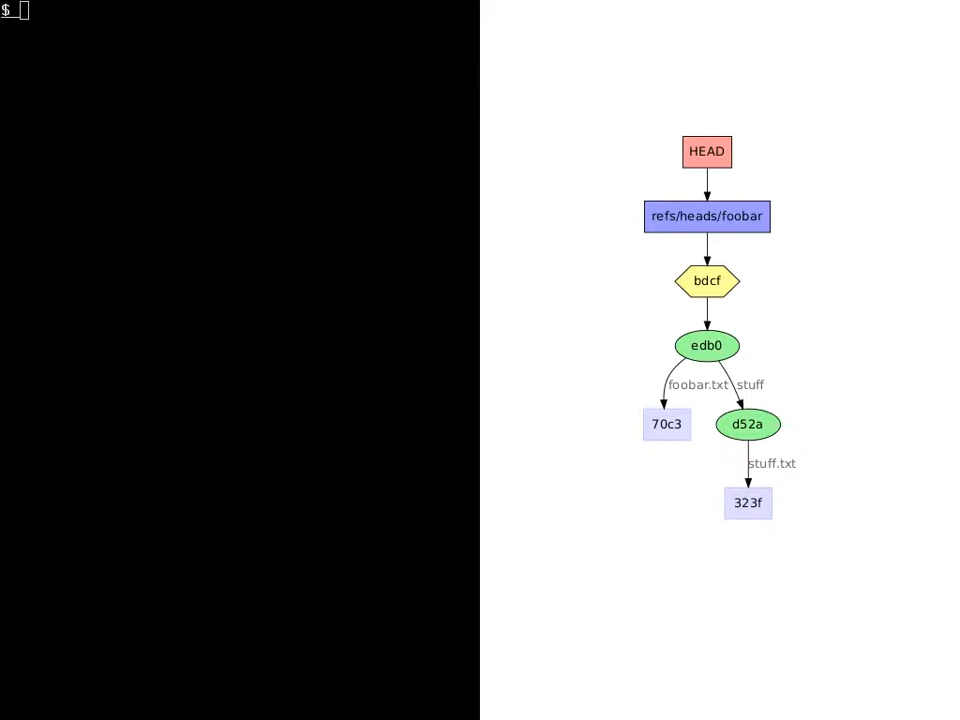 $
HEAD
refs/heads/foobar
bdcf
edb0
foobar.txt stuff
70c3 d52a
stuff.txt
323f